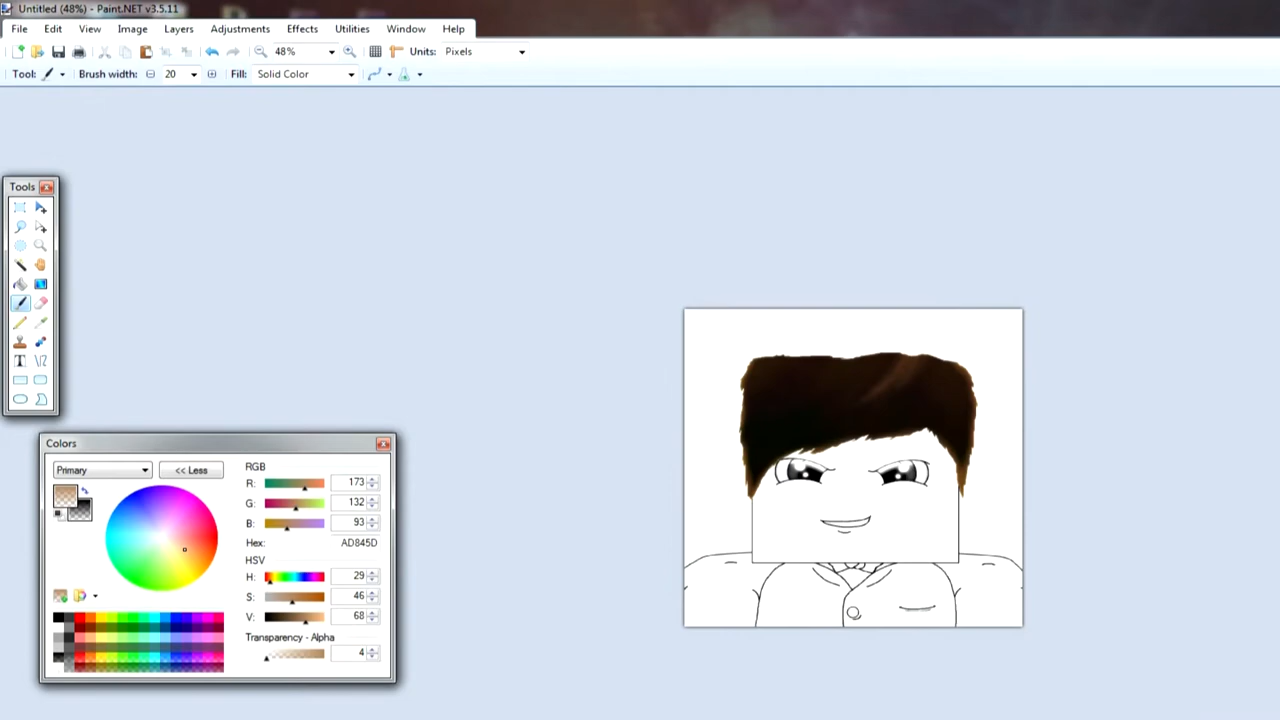 Untitled (48%) - Paint.NET v3.5.11
File Edit View Image Layers Adjustments Effects Utilities Window Help
48% Units: Pixels
Tool: Brush width: 20 Fill: Solid Color
Tools
T
Colors
Primary << Less
RGB
R: 173
G: 132
B: 93
Hex: AD845D
HSV
H: 29
S: 46
V: 68
Transparency - Alpha
4